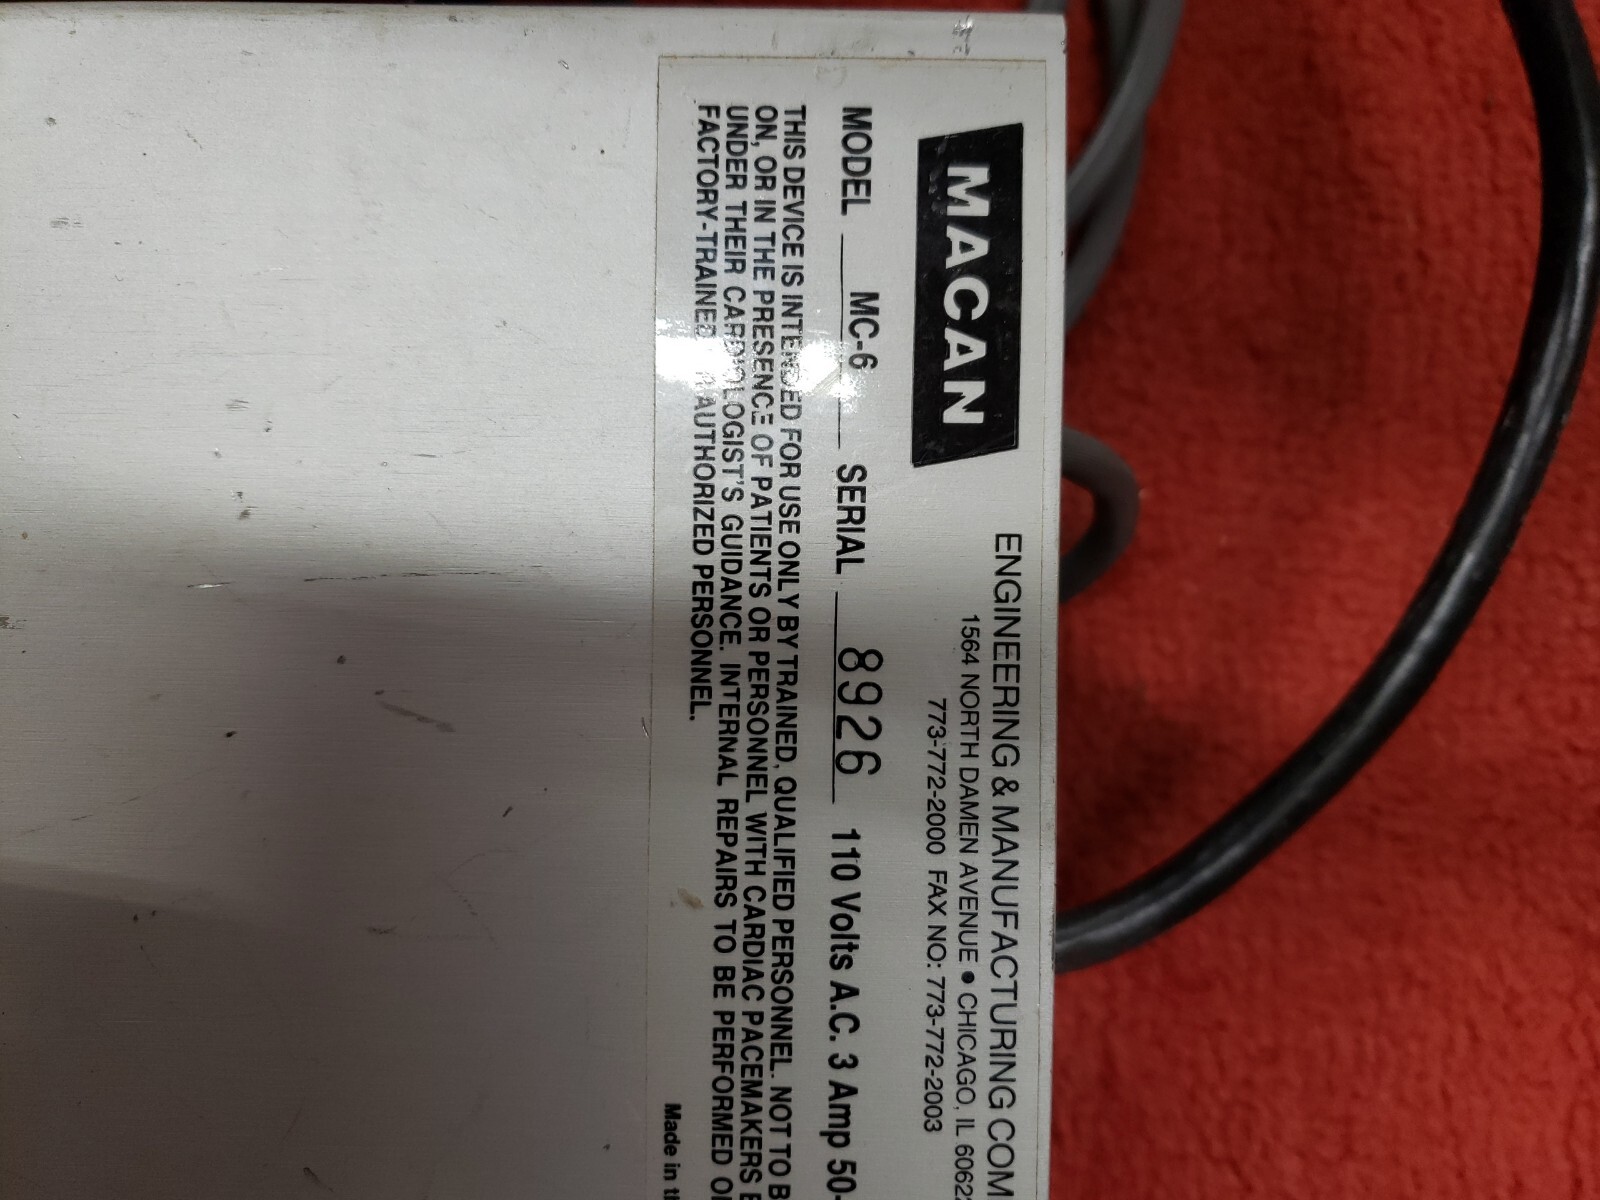 MACAN
ENGINEERING & MANUFACTURING COM
1564 NORTH DAMEN AVENUE • CHICAGO, IL 6062
773-772-2000 FAX NO: 773-772-2003
MODEL MC-6 SERIAL 8926 110 Volts A.C. 3 Amp 50-
THIS DEVICE IS INTENDED FOR USE ONLY BY TRAINED, QUALIFIED PERSONNEL. NOT TO B
ON, OR IN THE PRESENCE OF PATIENTS OR PERSONNEL WITH CARDIAC PACEMAKERS E
UNDER THEIR CARDIOLOGIST'S GUIDANCE. INTERNAL REPAIRS TO BE PERFORMED O
FACTORY-TRAINED AUTHORIZED PERSONNEL.
Made in th